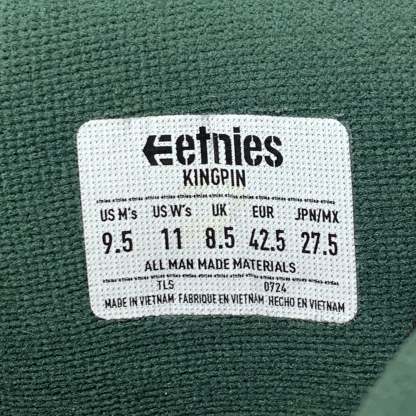 etnies
KINGPIN
US M's US W's UK EUR JPN/MX
9.5 11 8.5 42.5 27.5
ALL MAN MADE MATERIALS
TLS 0724
MADE IN VIETNAM FABRIQUE EN VIETNAM HECHO EN VIETNAM